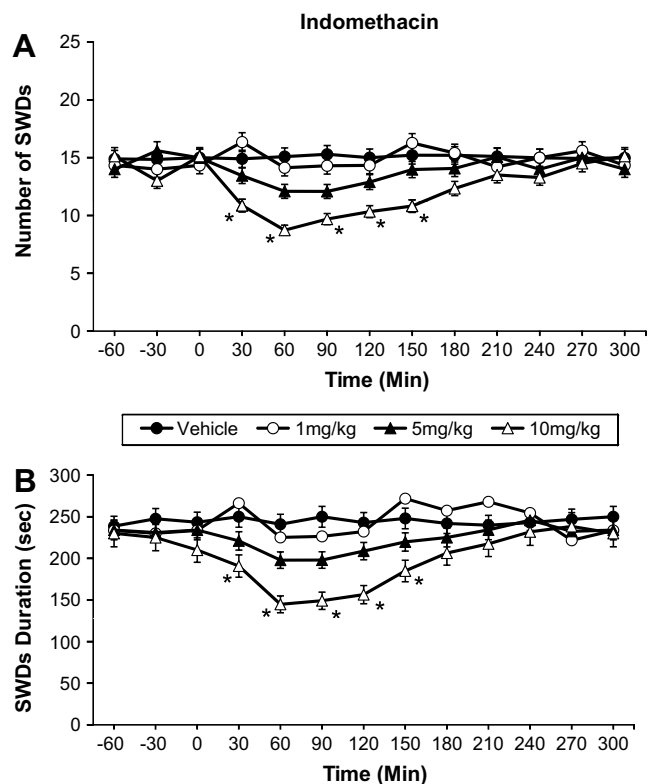 Indomethacin
A
25
20
15
10
5
0
Number of SWDs
* * * * *
-60 -30 0 30 60 90 120 150 180 210 240 270 300
Time (Min)
Vehicle 1mg/kg 5mg/kg 10mg/kg
B
300
250
200
150
100
50
0
SWDs Duration (sec)
* * * * *
-60 -30 0 30 60 90 120 150 180 210 240 270 300
Time (Min)